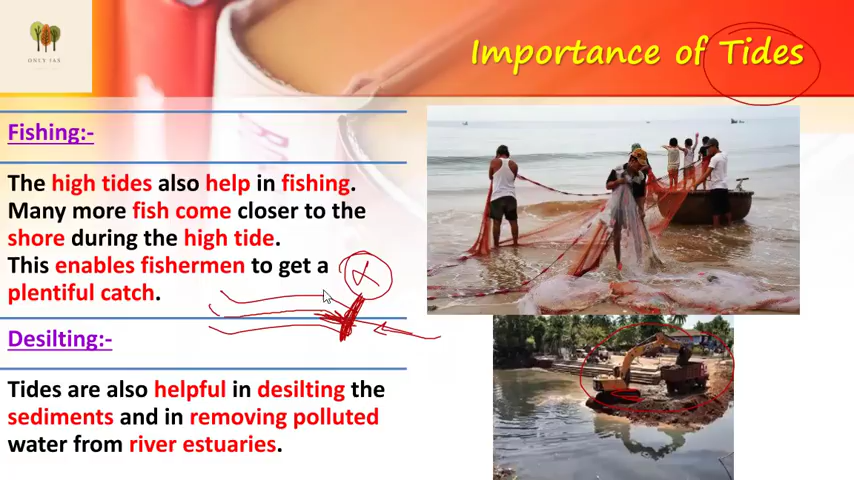 ONLY IAS
Importance of Tides
Fishing:-
The high tides also help in fishing.
Many more fish come closer to the
shore during the high tide.
This enables fishermen to get a
plentiful catch.
Desilting:-
Tides are also helpful in desilting the
sediments and in removing polluted
water from river estuaries.